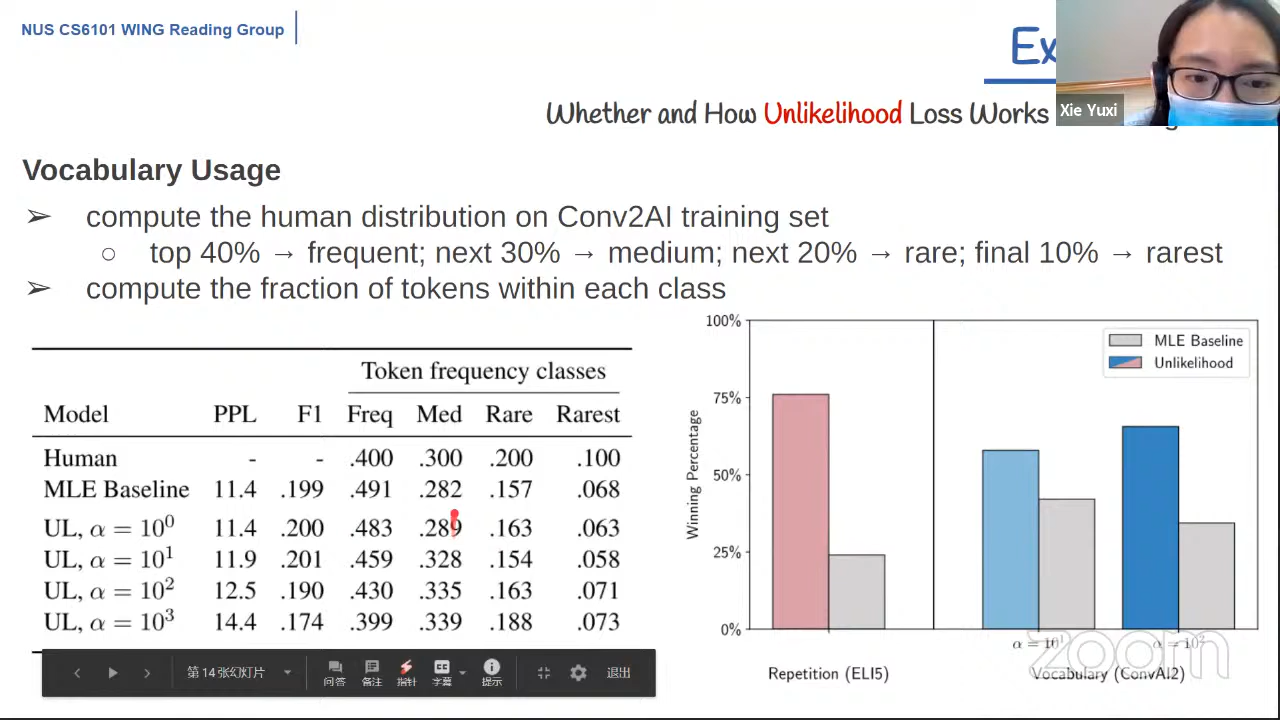 NUS CS6101 WING Reading Group
Ex
Xie Yuxi
Whether and How Unlikelihood Loss Works
Vocabulary Usage
➢ compute the human distribution on Conv2AI training set
○ top 40% → frequent; next 30% → medium; next 20% → rare; final 10% → rarest
➢ compute the fraction of tokens within each class
Token frequency classes
Model PPL F1 Freq Med Rare Rarest
Human - - .400 .300 .200 .100
MLE Baseline 11.4 .199 .491 .282 .157 .068
UL, α = 10⁰ 11.4 .200 .483 .289 .163 .063
UL, α = 10¹ 11.9 .201 .459 .328 .154 .058
UL, α = 10² 12.5 .190 .430 .335 .163 .071
UL, α = 10³ 14.4 .174 .399 .339 .188 .073
Winning Percentage
100%
75%
50%
25%
0%
MLE Baseline
Unlikelihood
α = 10¹ α = 10²
Repetition (ELI5) Vocabulary (ConvAI2)
zoom
第 14 张幻灯片
问答 备注 指针 字幕 提示 退出